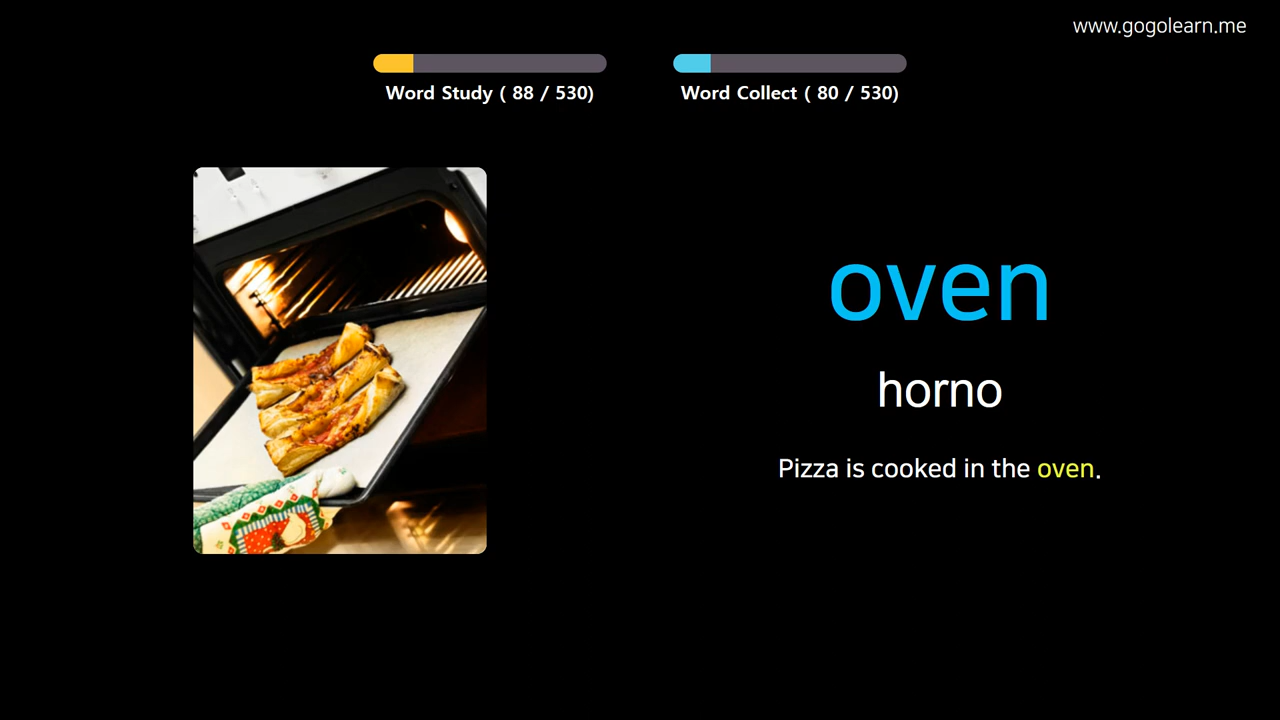 www.gogolearn.me
Word Study ( 88 / 530)
Word Collect ( 80 / 530)
oven
horno
Pizza is cooked in the oven.